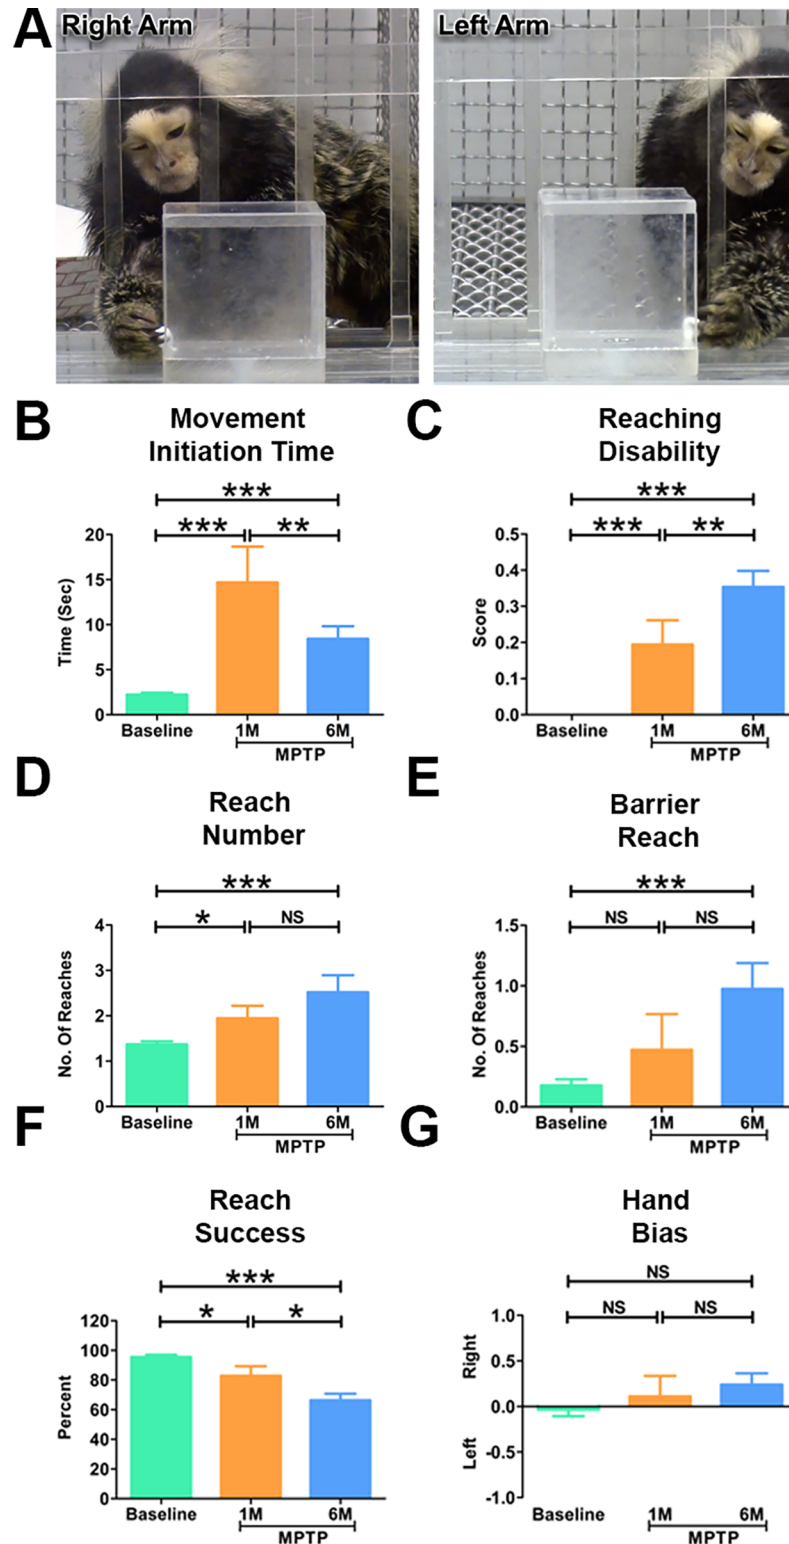 A
Right Arm
Left Arm
B
Movement
Initiation Time
***
***
**
20
15
10
5
0
Time (Sec)
Baseline
1M
6M
MPTP
C
Reaching
Disability
***
***
**
0.5
0.4
0.3
0.2
0.1
0.0
Score
Baseline
1M
6M
MPTP
D
Reach
Number
***
*
NS
4
3
2
1
0
No. Of Reaches
Baseline
1M
6M
MPTP
E
Barrier
Reach
***
NS
NS
1.5
1.0
0.5
0.0
No. Of Reaches
Baseline
1M
6M
MPTP
F
Reach
Success
***
*
*
120
100
80
60
40
20
0
Percent
Baseline
1M
6M
MPTP
G
Hand
Bias
NS
NS
NS
1.0
0.5
0.0
-0.5
-1.0
Right
Left
Baseline
1M
6M
MPTP